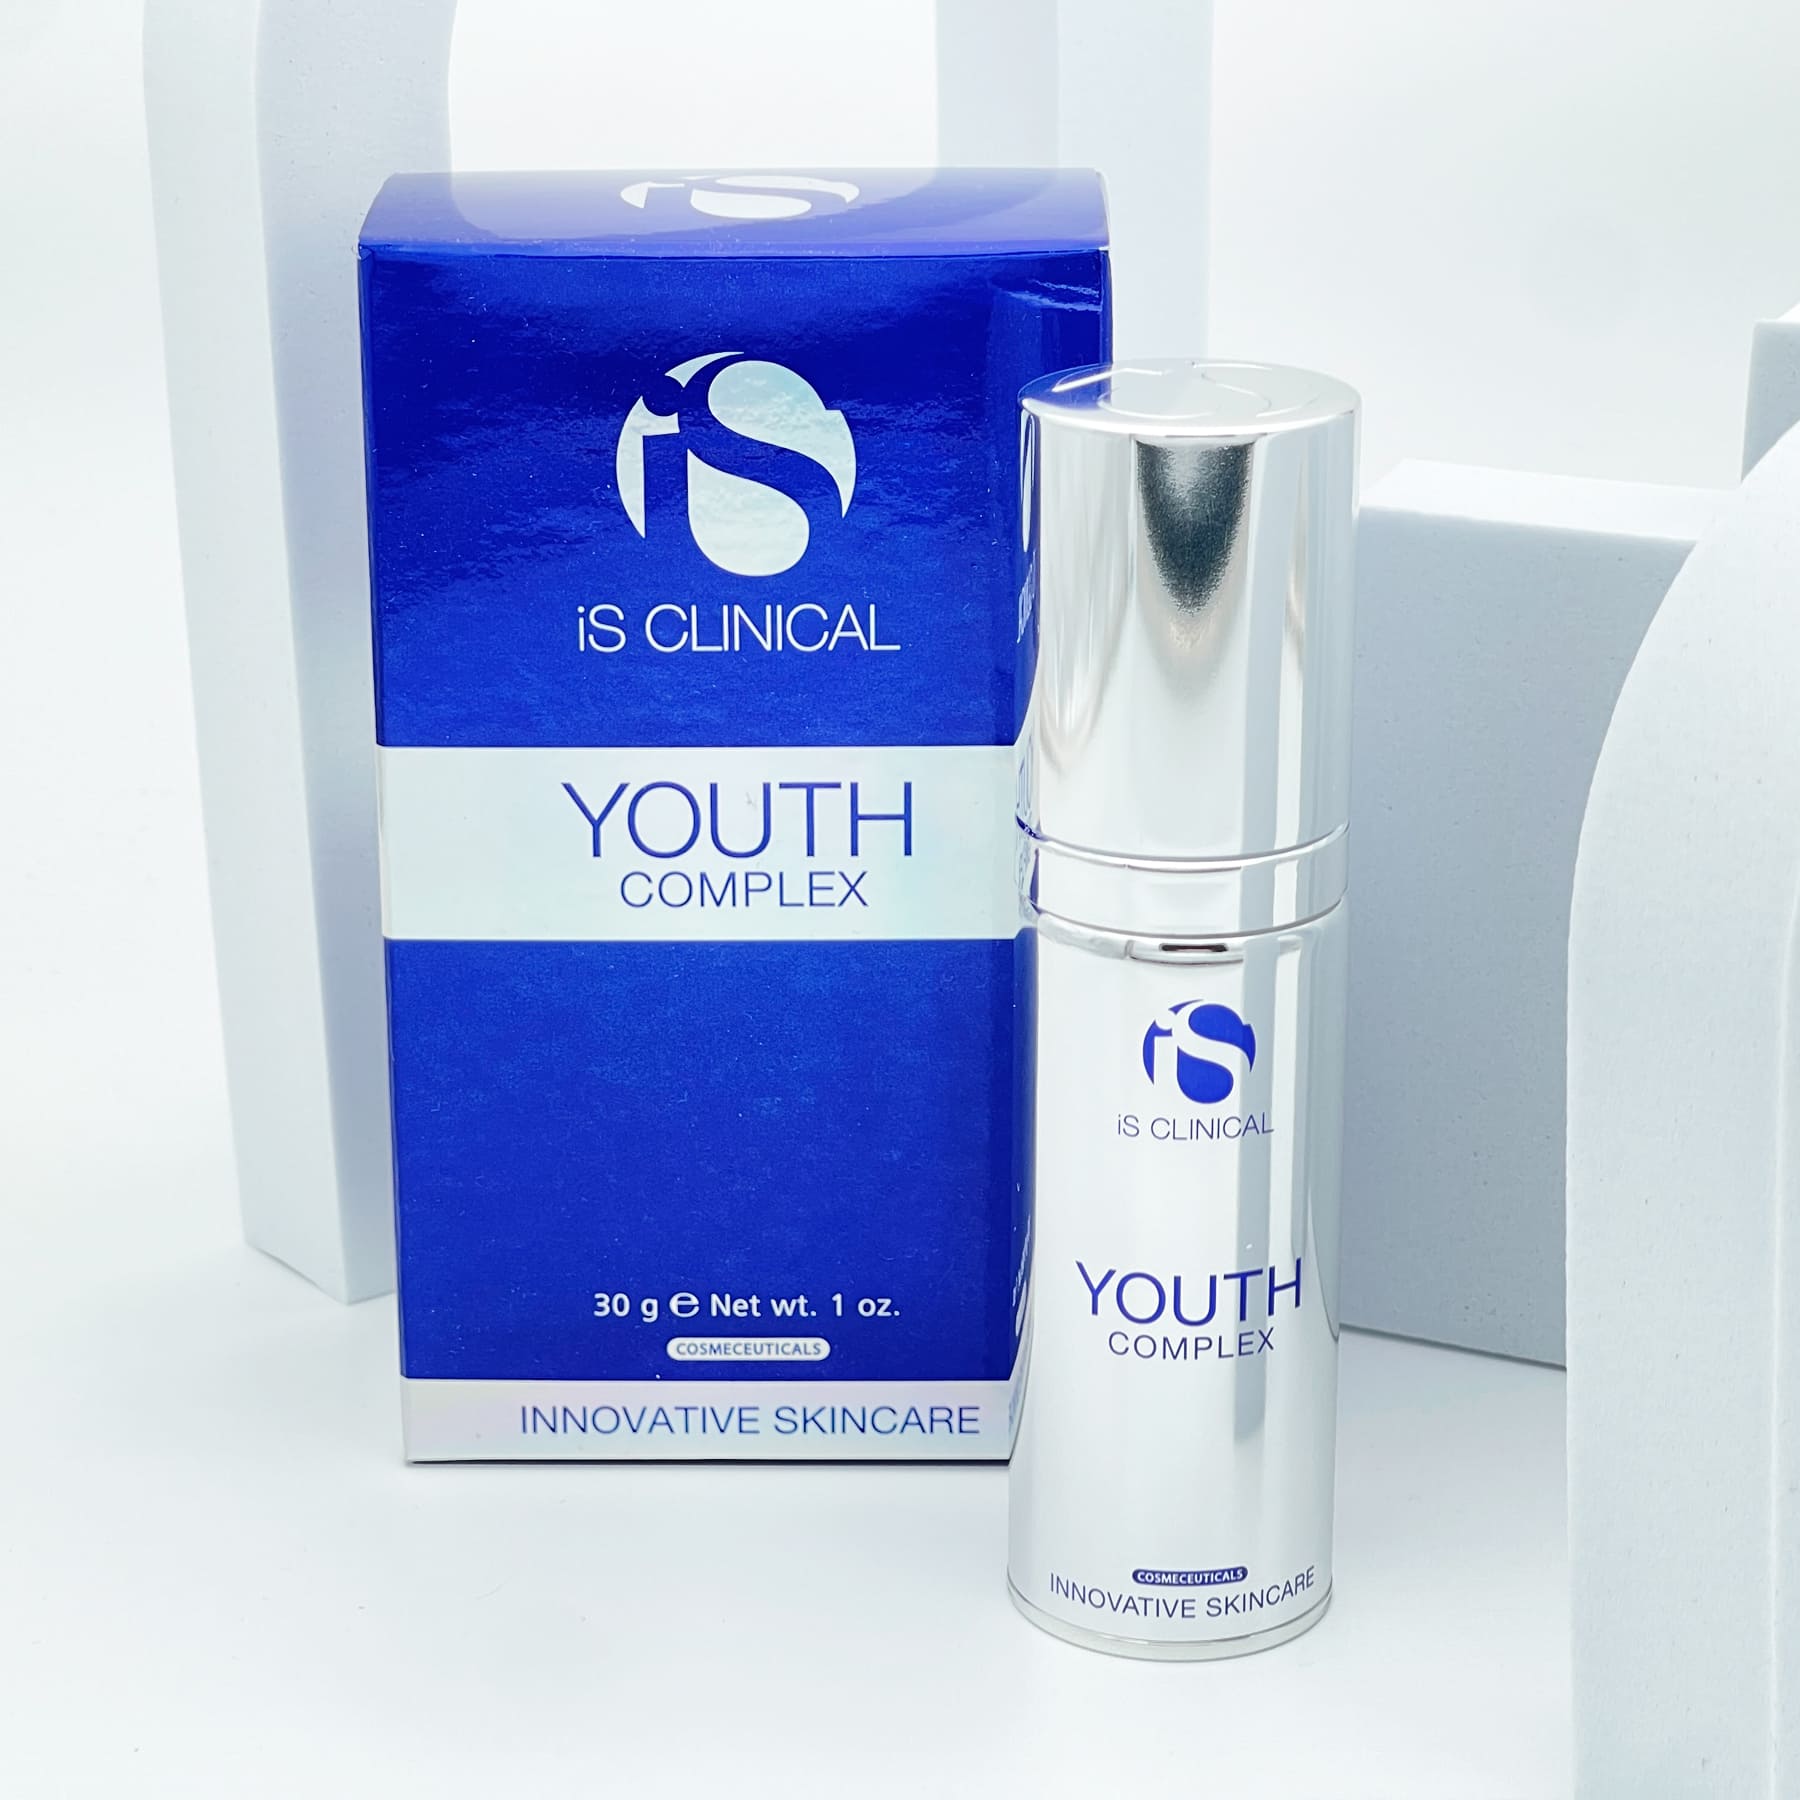 iS
iS
iS CLINICAL
YOUTH
COMPLEX
30 g ℮ Net wt. 1 oz.
COSMECEUTICALS
INNOVATIVE SKINCARE
iS
iS CLINICAL
YOUTH
COMPLEX
COSMECEUTICALS
INNOVATIVE SKINCARE